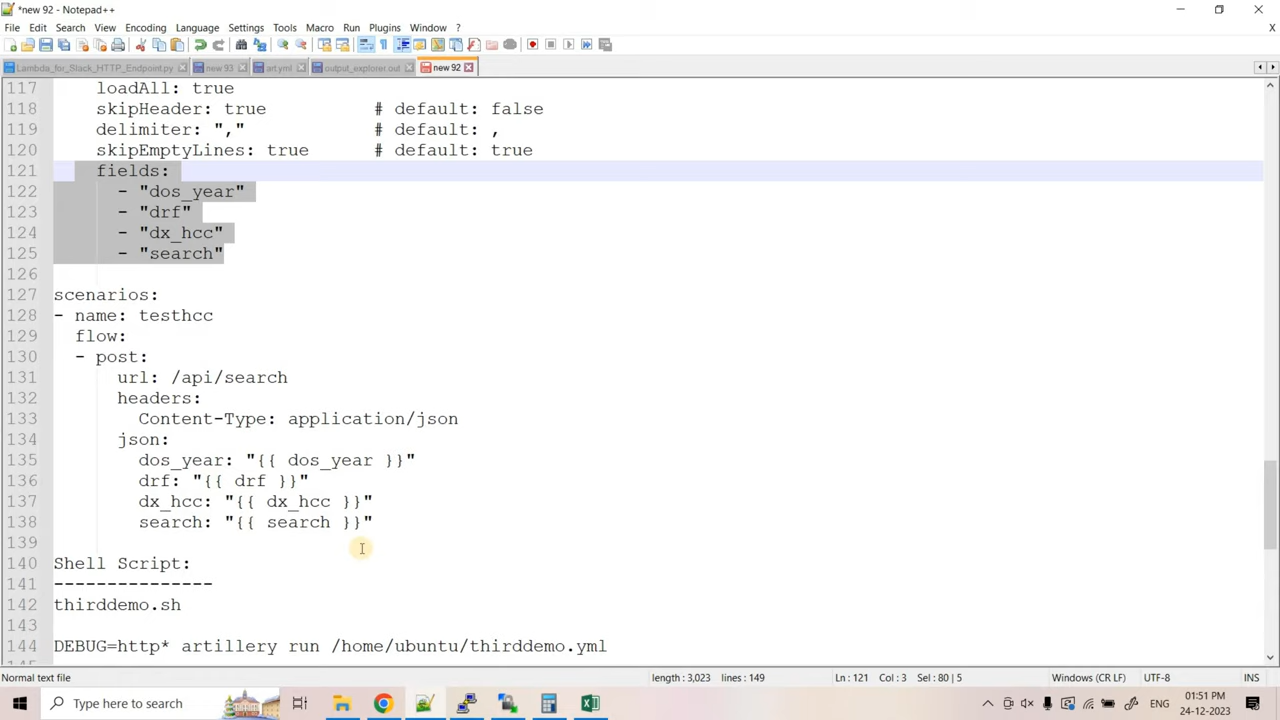 *new 92 - Notepad++
File Edit Search View Encoding Language Settings Tools Macro Run Plugins Window ?
X
Lambda_for_Slack_HTTP_Endpoint.py new 93 art.yml output_explorer.out new 92
117 loadAll: true
118 skipHeader: true # default: false
119 delimiter: "," # default: ,
120 skipEmptyLines: true # default: true
121 fields:
122 - "dos_year"
123 - "drf"
124 - "dx_hcc"
125 - "search"
126
127 scenarios:
128 - name: testhcc
129 flow:
130 - post:
131 url: /api/search
132 headers:
133 Content-Type: application/json
134 json:
135 dos_year: "{{ dos_year }}"
136 drf: "{{ drf }}"
137 dx_hcc: "{{ dx_hcc }}"
138 search: "{{ search }}"
139
140 Shell Script:
141 ---------------
142 thirddemo.sh
143
144 DEBUG=http* artillery run /home/ubuntu/thirddemo.yml
Normal text file length : 3,023 lines : 149 Ln : 121 Col : 3 Sel : 80 | 5 Windows (CR LF) UTF-8 INS
Type here to search ENG 01:51 PM
24-12-2023